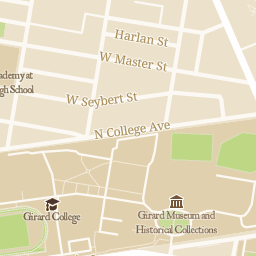 Harlan St
W Master St
ademy at
gh School
W Seybert St
N College Ave
Girard College
Girard Museum and
Historical Collections